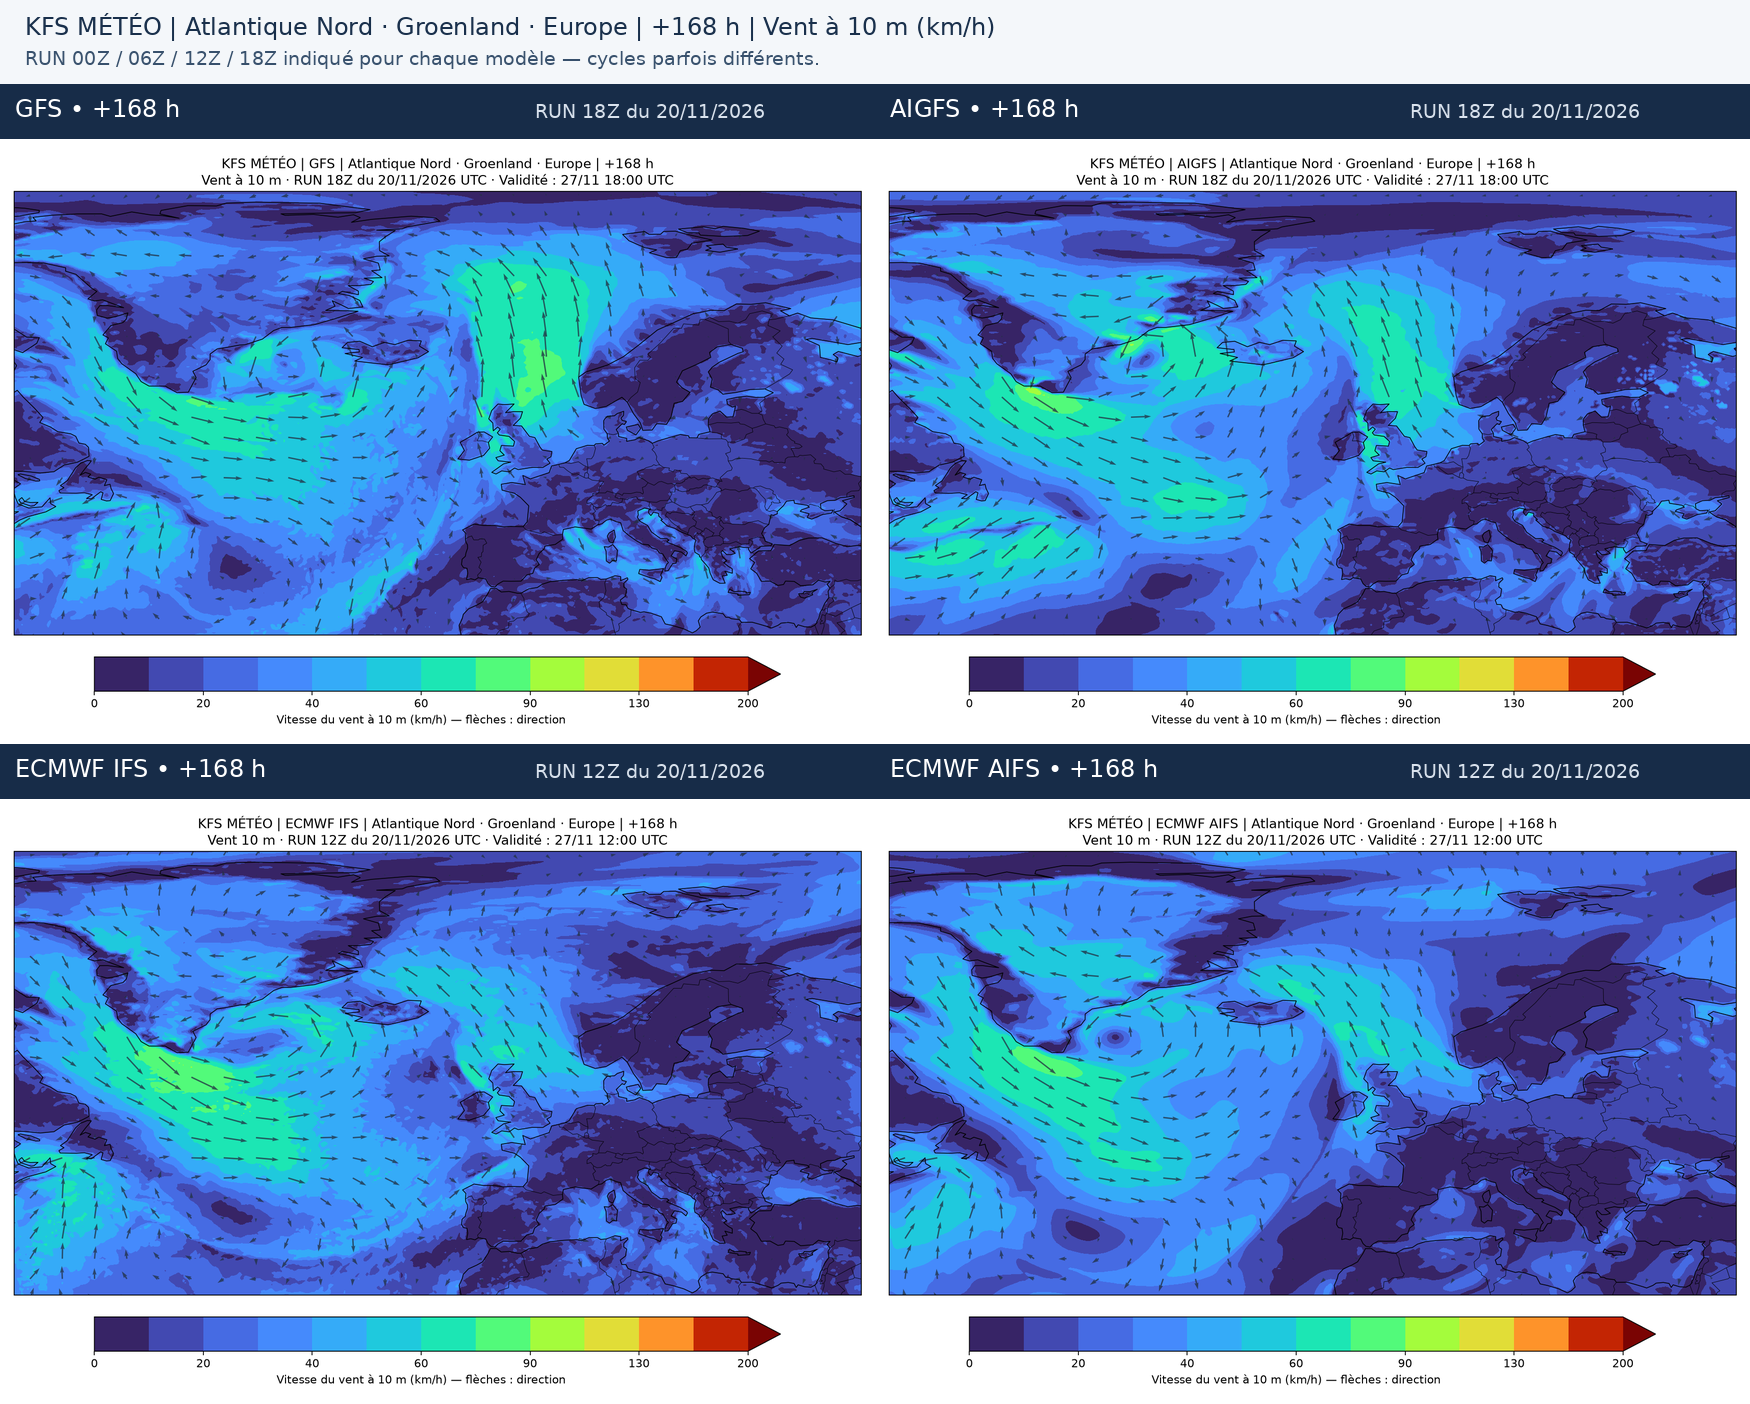 KFS MÉTÉO | Atlantique Nord · Groenland · Europe | +168 h | Vent à 10 m (km/h)
RUN 00Z / 06Z / 12Z / 18Z indiqué pour chaque modèle — cycles parfois différents.
GFS • +168 h
RUN 18Z du 20/11/2026
AIGFS • +168 h
RUN 18Z du 20/11/2026
KFS MÉTÉO | GFS | Atlantique Nord · Groenland · Europe | +168 h
Vent à 10 m · RUN 18Z du 20/11/2026 UTC · Validité : 27/11 18:00 UTC
KFS MÉTÉO | AIGFS | Atlantique Nord · Groenland · Europe | +168 h
Vent à 10 m · RUN 18Z du 20/11/2026 UTC · Validité : 27/11 18:00 UTC
0 20 40 60 90 130 200
Vitesse du vent à 10 m (km/h) — flèches : direction
0 20 40 60 90 130 200
Vitesse du vent à 10 m (km/h) — flèches : direction
ECMWF IFS • +168 h
RUN 12Z du 20/11/2026
ECMWF AIFS • +168 h
RUN 12Z du 20/11/2026
KFS MÉTÉO | ECMWF IFS | Atlantique Nord · Groenland · Europe | +168 h
Vent 10 m · RUN 12Z du 20/11/2026 UTC · Validité : 27/11 12:00 UTC
KFS MÉTÉO | ECMWF AIFS | Atlantique Nord · Groenland · Europe | +168 h
Vent 10 m · RUN 12Z du 20/11/2026 UTC · Validité : 27/11 12:00 UTC
0 20 40 60 90 130 200
Vitesse du vent à 10 m (km/h) — flèches : direction
0 20 40 60 90 130 200
Vitesse du vent à 10 m (km/h) — flèches : direction